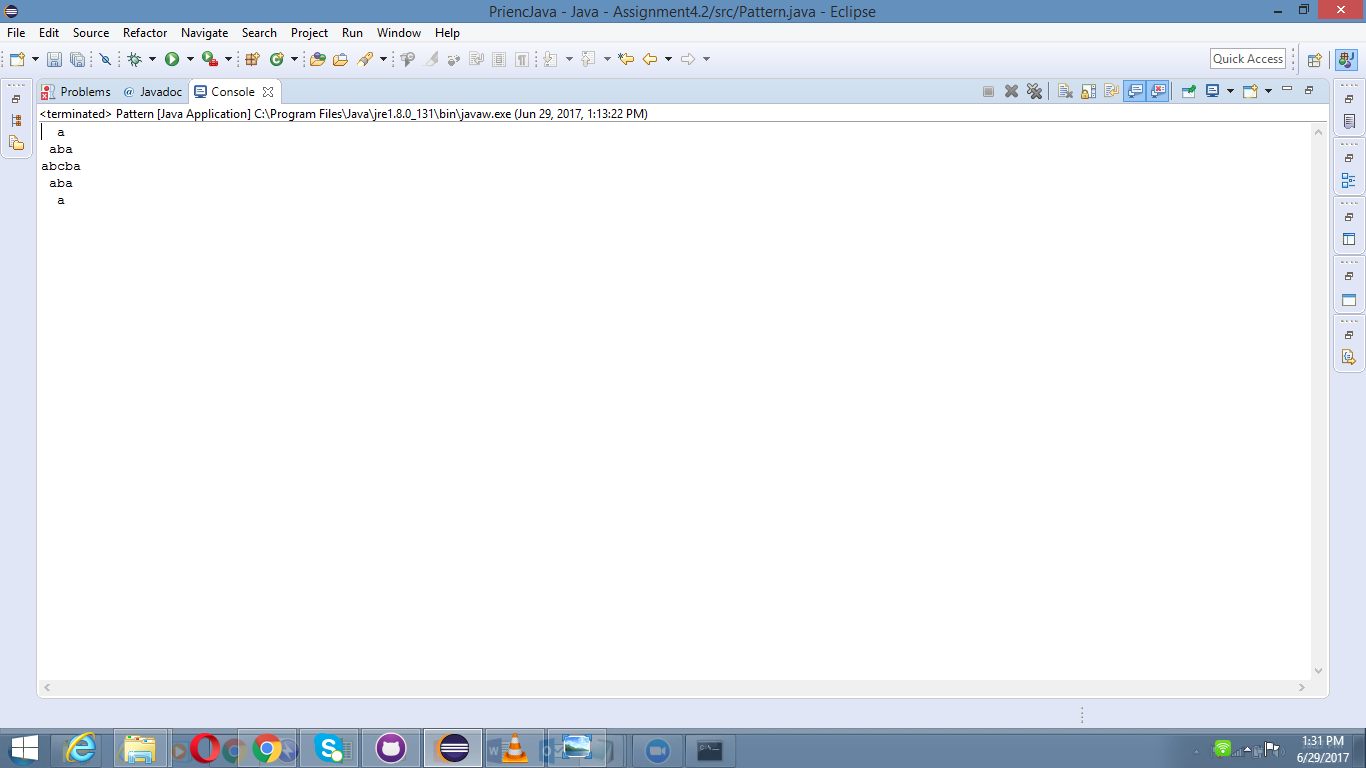 PriencJava - Java - Assignment4.2/src/Pattern.java - Eclipse
File Edit Source Refactor Navigate Search Project Run Window Help
Quick Access
Problems @ Javadoc Console
<terminated> Pattern [Java Application] C:\Program Files\Java\jre1.8.0_131\bin\javaw.exe (Jun 29, 2017, 1:13:22 PM)
  a
 aba
abcba
 aba
  a
1:31 PM
6/29/2017